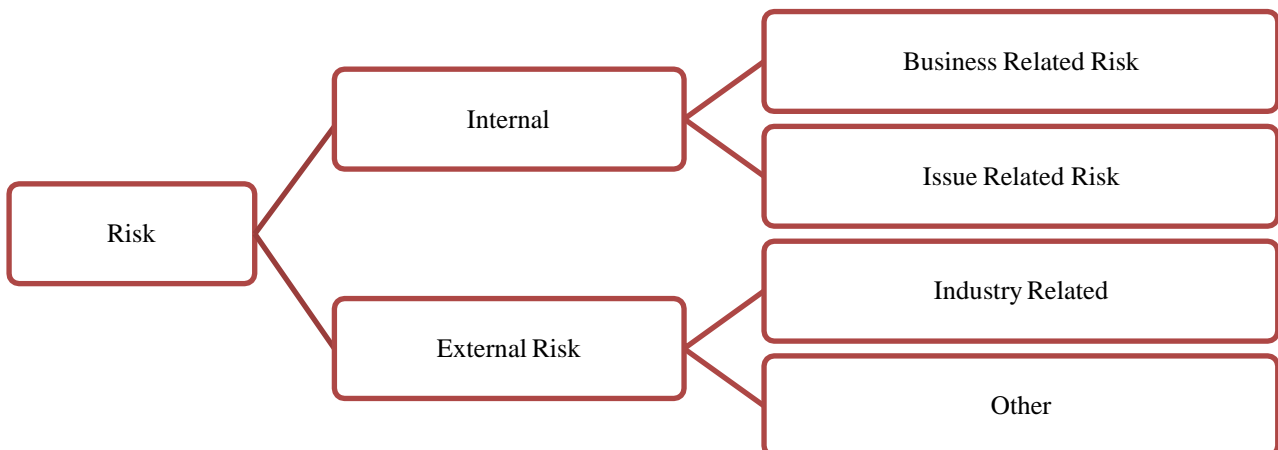 Business Related Risk
Internal
Issue Related Risk
Risk
Industry Related
External Risk
Other